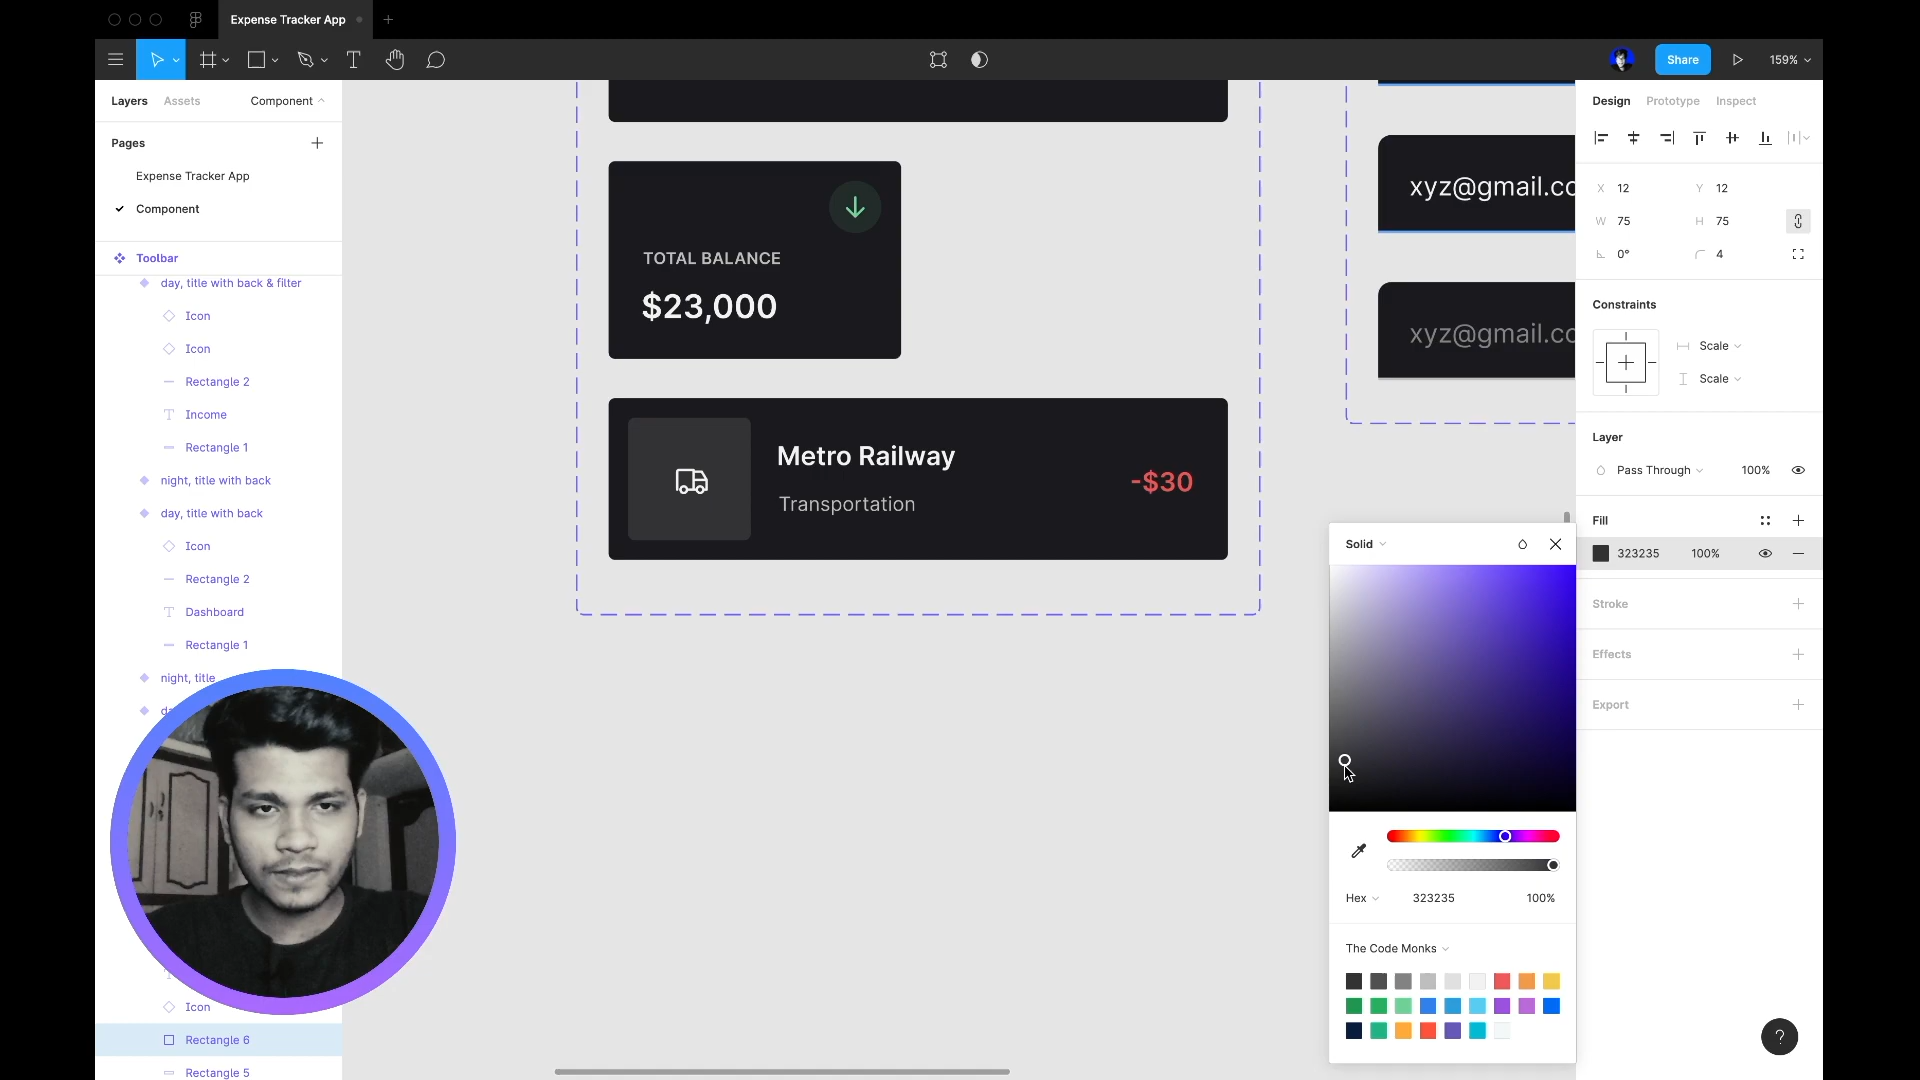 Expense Tracker App
Share
159%
Layers
Assets
Component
Pages
Expense Tracker App
Component
Toolbar
day, title with back & filter
Icon
Icon
Rectangle 2
Income
Rectangle 1
night, title with back
day, title with back
Icon
Rectangle 2
Dashboard
Rectangle 1
night, title
Icon
Rectangle 6
Rectangle 5
TOTAL BALANCE
$23,000
Metro Railway
Transportation
-$30
xyz@gmail.co
xyz@gmail.co
Solid
Hex
323235
100%
The Code Monks
Design
Prototype
Inspect
X 12
Y 12
W 75
H 75
0°
4
Constraints
Scale
Scale
Layer
Pass Through
100%
Fill
323235
100%
Stroke
Effects
Export
?